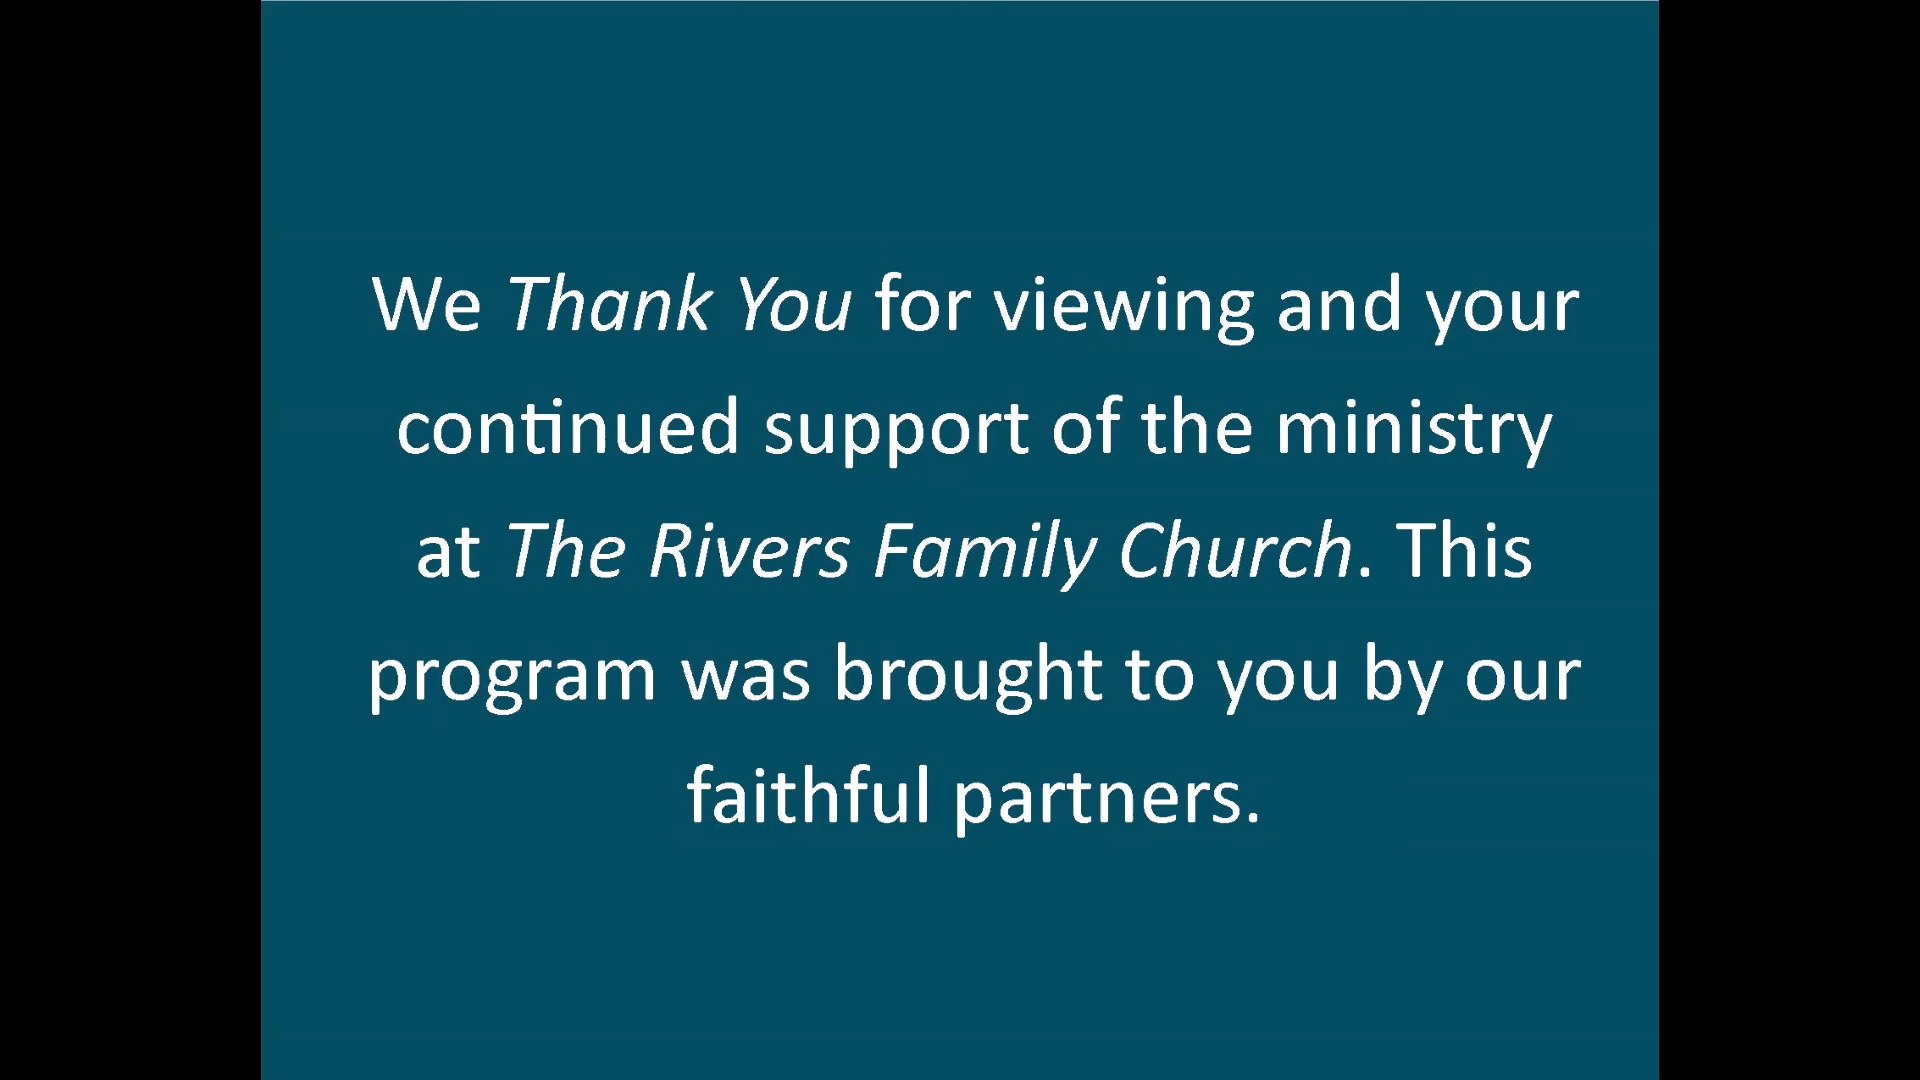 We Thank You for viewing and your
continued support of the ministry
at The Rivers Family Church. This
program was brought to you by our
faithful partners.